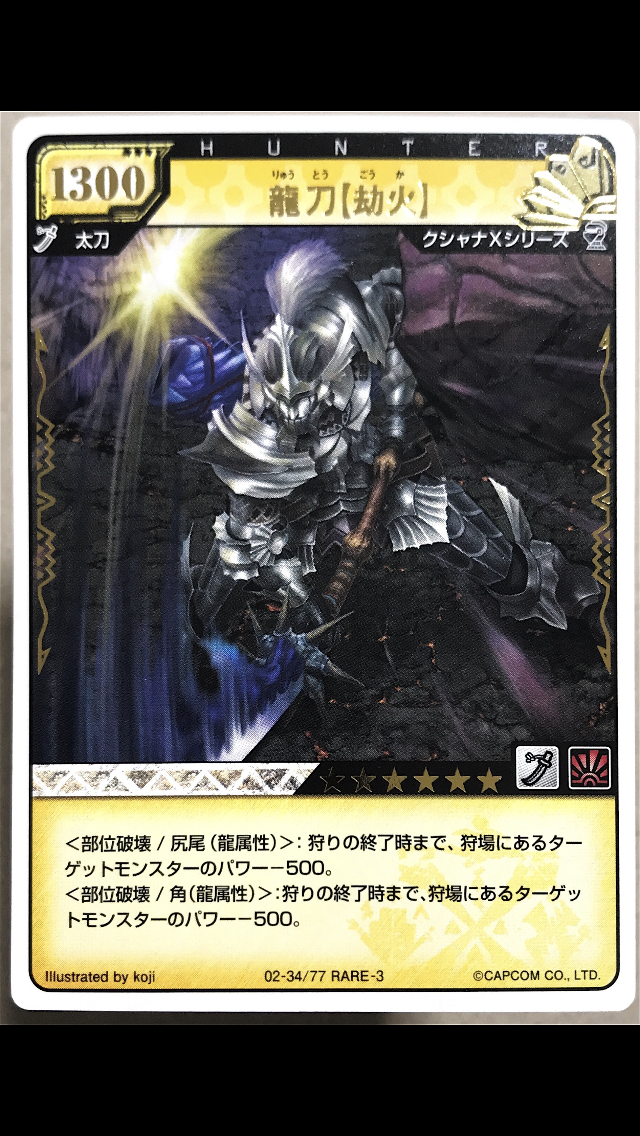 HUNTER
1300
りゅう とう ごう か
龍刀【劫火】
太刀
クシャナXシリーズ
2
<部位破壊 / 尻尾(龍属性)>:狩りの終了時まで、狩場にあるター
ゲットモンスターのパワー−500。
<部位破壊 / 角(龍属性)>:狩りの終了時まで、狩場にあるターゲッ
トモンスターのパワー−500。
Illustrated by koji
02-34/77 RARE-3
©CAPCOM CO., LTD.